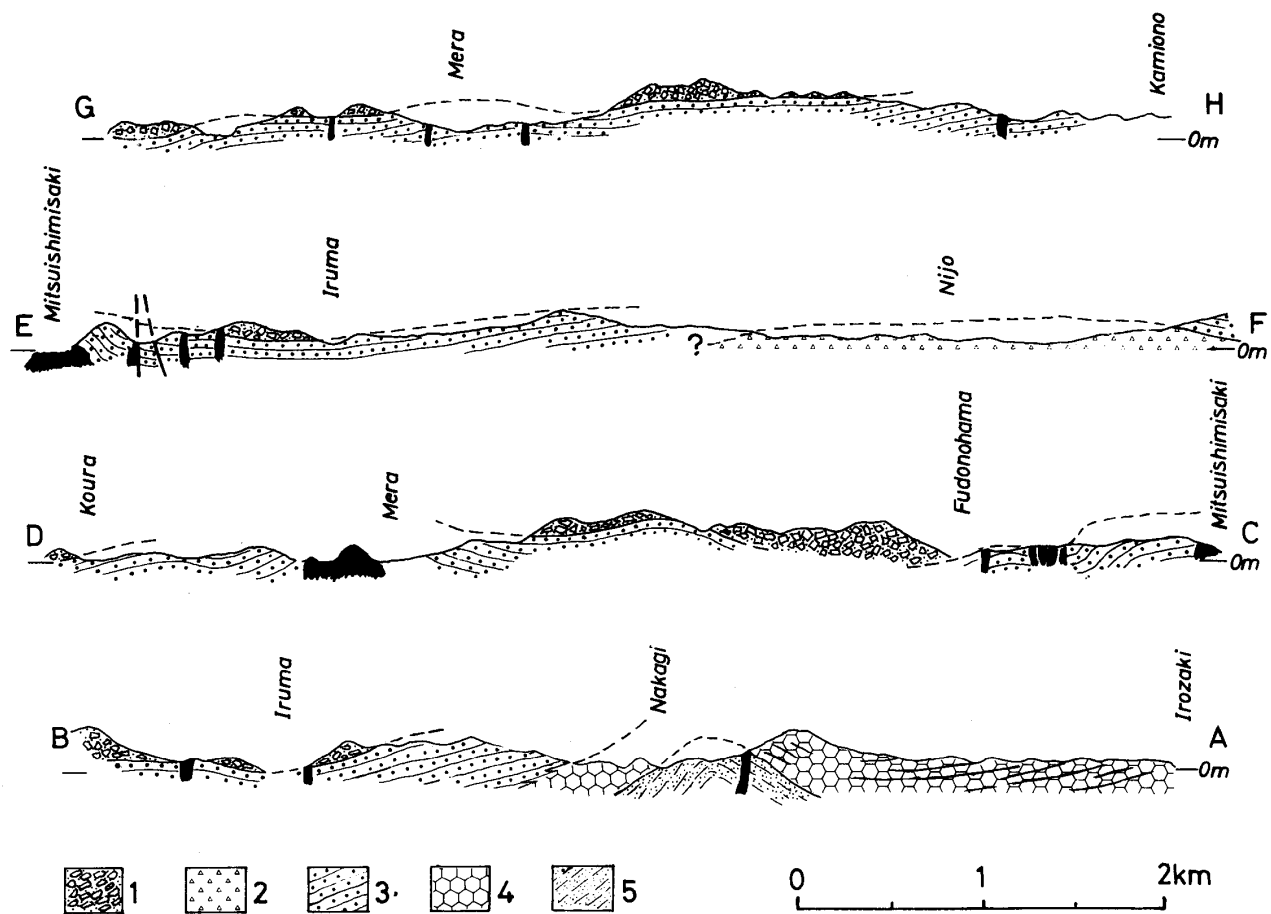 Mera
Kamiono
G
H
0m
Mitsuishimisaki
Iruma
Nijo
E
F
?
0m
Koura
Mera
Fudonohama
Mitsuishimisaki
D
C
0m
Iruma
Nakagi
Irozaki
B
A
0m
1 2 3. 4 5
0 1 2km